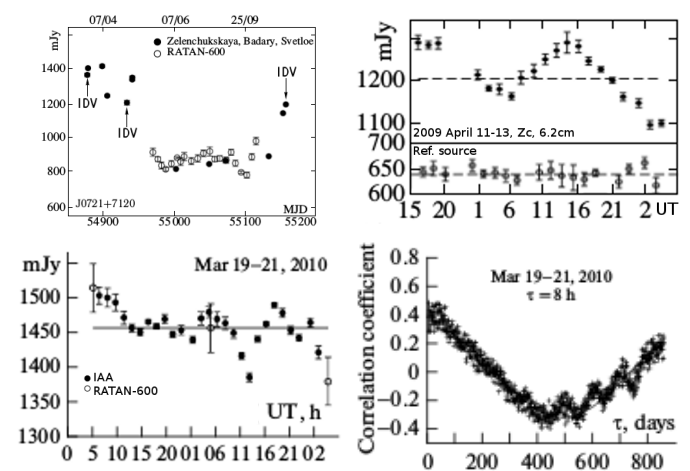 07/04 07/06 25/09
mJy
Zelenchukskaya, Badary, Svetloe
RATAN-600
1400
IDV
IDV
1200
IDV
1000
800
600
J0721+7120
MJD
54900 55000 55100 55200
mJy
1200
1100
2009 April 11-13, Zc, 6.2cm
700
Ref. source
650
600
15 20 1 6 11 16 21 2 UT
mJy
Mar 19–21, 2010
1500
1450
1400
IAA
RATAN-600
1350
UT, h
1300
0 5 10 15 20 01 06 11 16 21 02
Correlation coefficient
0.8
0.6
Mar 19–21, 2010
τ = 8 h
0.4
0.2
0
-0.2
-0.4
τ, days
0 200 400 600 800